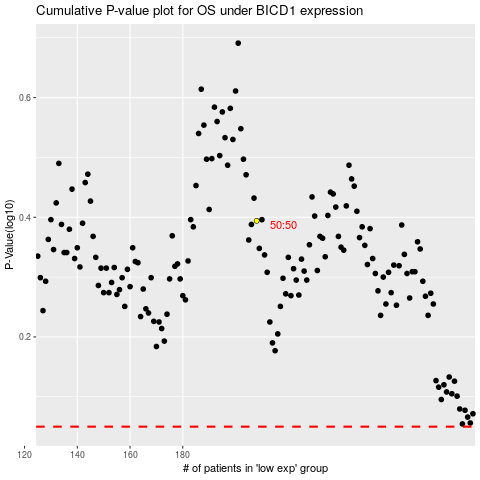 Cumulative P-value plot for OS under BICD1 expression
P-Value(log10)
0.6
0.4
0.2
50:50
120 140 160 180
# of patients in 'low exp' group